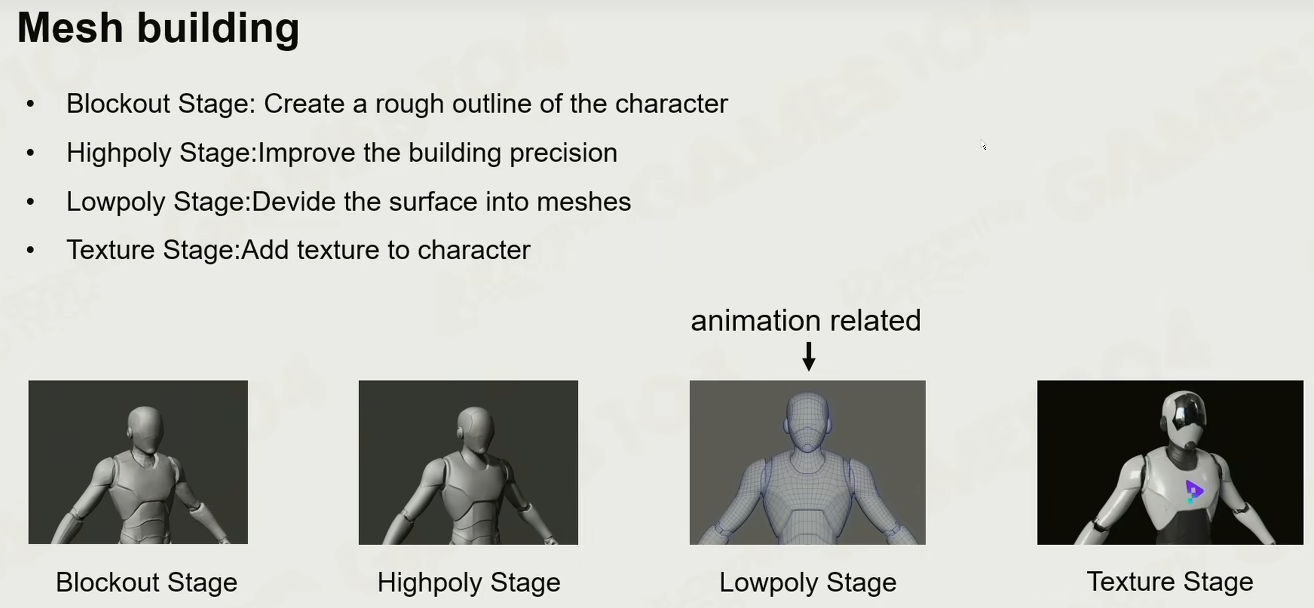 Mesh building
• Blockout Stage: Create a rough outline of the character
• Highpoly Stage:Improve the building precision
• Lowpoly Stage:Devide the surface into meshes
• Texture Stage:Add texture to character
animation related
Blockout Stage
Highpoly Stage
Lowpoly Stage
Texture Stage
GAMES104